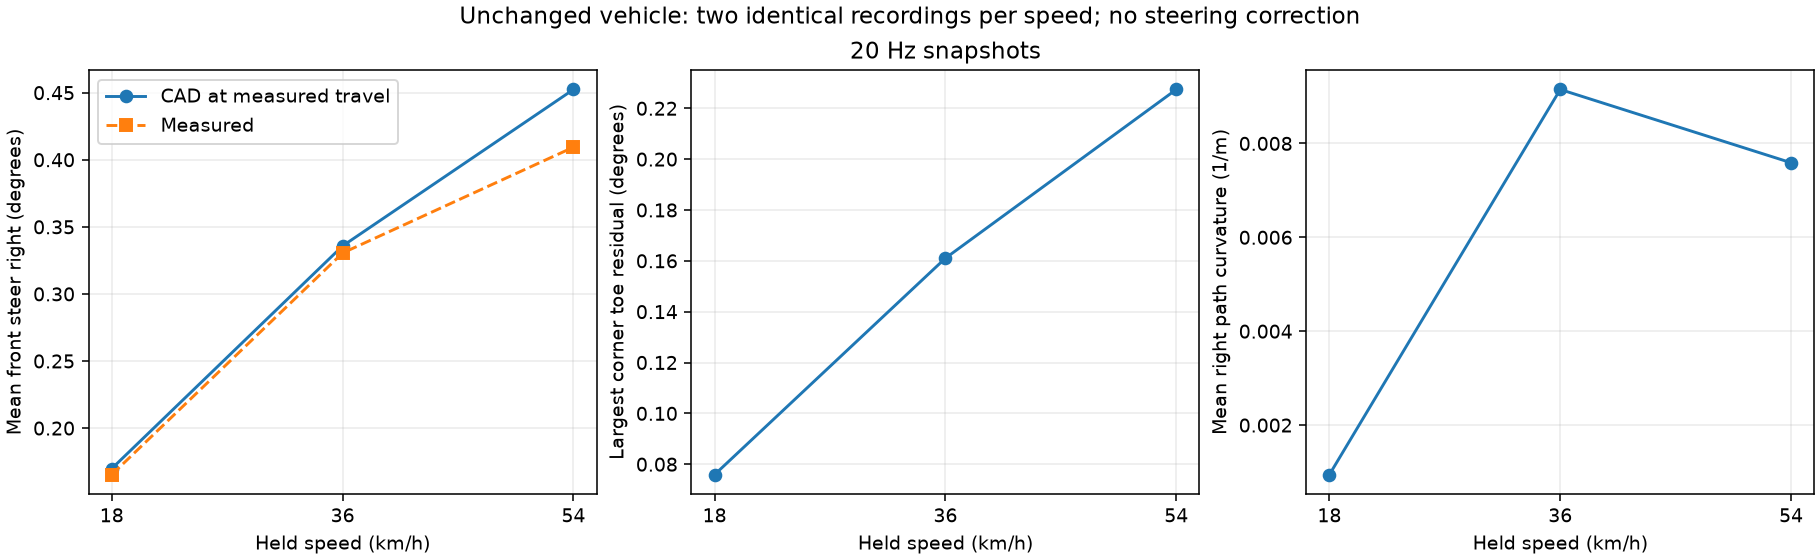 Unchanged vehicle: two identical recordings per speed; no steering correction
20 Hz snapshots
Mean front steer right (degrees)
0.45
0.40
0.35
0.30
0.25
0.20
CAD at measured travel
Measured
18
36
54
Held speed (km/h)
Largest corner toe residual (degrees)
0.22
0.20
0.18
0.16
0.14
0.12
0.10
0.08
18
36
54
Held speed (km/h)
Mean right path curvature (1/m)
0.008
0.006
0.004
0.002
18
36
54
Held speed (km/h)